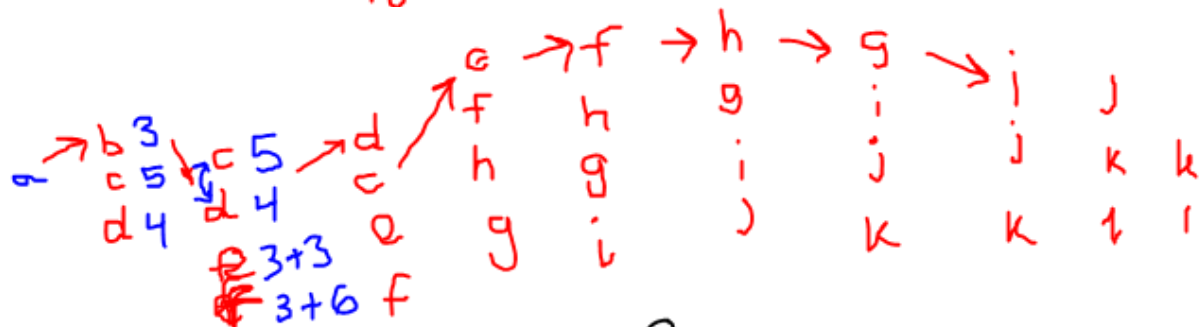 a → b 3 → c 5 → d → e → f → h → g → i j
c 5 d 4 c f h g i j k k
d 4 e 3+3 e h g i j k l l
f 3+6 f g i j k